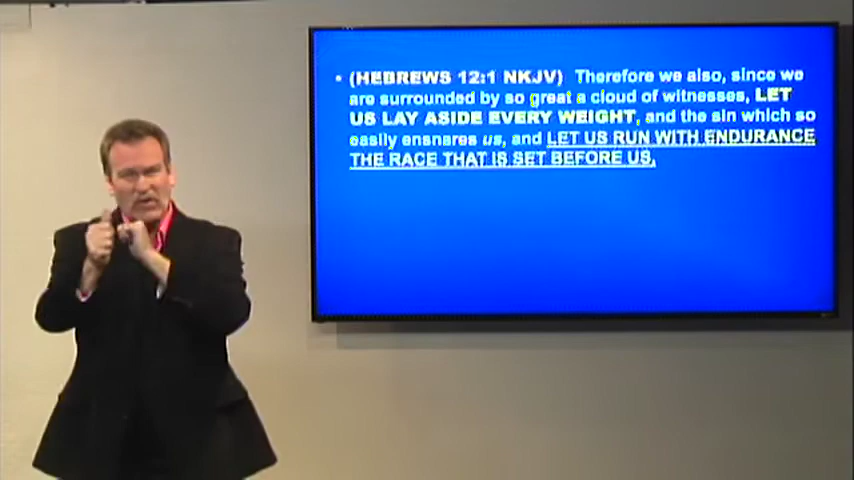 • (HEBREWS 12:1 NKJV) Therefore we also, since we
are surrounded by so great a cloud of witnesses, LET
US LAY ASIDE EVERY WEIGHT, and the sin which so
easily ensnares us, and LET US RUN WITH ENDURANCE
THE RACE THAT IS SET BEFORE US,